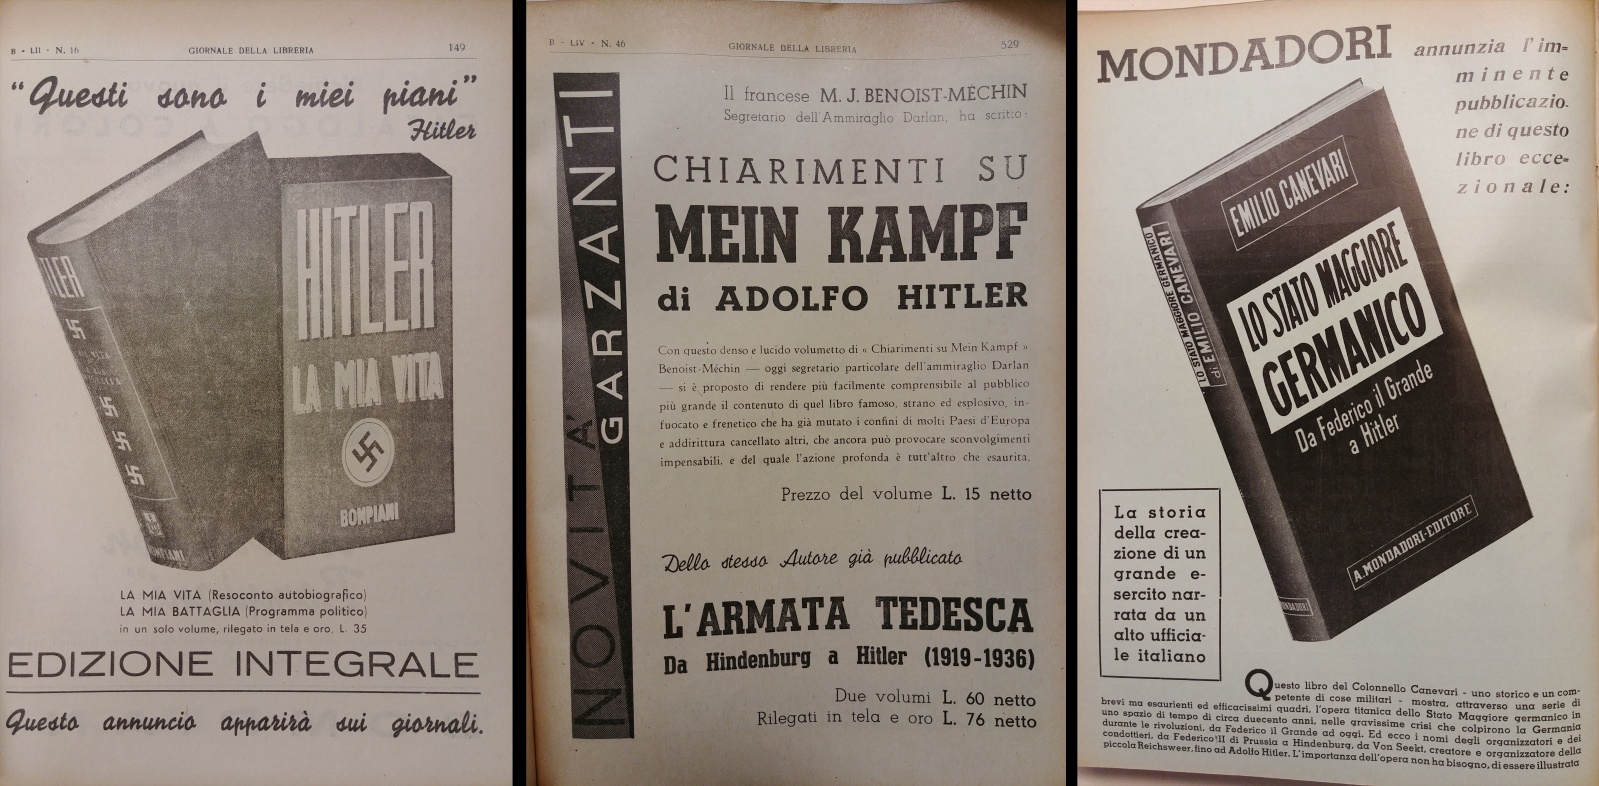 B - LII - N. 16 GIORNALE DELLA LIBRERIA 149
"Questi sono i miei piani"
Hitler
HITLER
LA MIA VITA
BOMPIANI
TLER
BOMPIANI
LA MIA VITA (Resoconto autobiografico)
LA MIA BATTAGLIA (Programma politico)
in un solo volume, rilegato in tela e oro, L. 35
EDIZIONE INTEGRALE
Questo annuncio apparirà sui giornali.
B - LIV - N. 46 GIORNALE DELLA LIBRERIA 529
NOVITA' GARZANTI
Il francese M. J. BENOIST-MÉCHIN
Segretario dell'Ammiraglio Darlan, ha scritto:
CHIARIMENTI SU
MEIN KAMPF
di ADOLFO HITLER
Con questo denso e lucido volumetto di « Chiarimenti su Mein Kampf »
Benoist-Méchin — oggi segretario particolare dell'ammiraglio Darlan
— si è proposto di rendere più facilmente comprensibile al pubblico
più grande il contenuto di quel libro famoso, strano ed esplosivo, in-
fuocato e frenetico che ha già mutato i confini di molti Paesi d'Europa
e addirittura cancellato altri, che ancora può provocare sconvolgimenti
impensabili, e del quale l'azione profonda è tutt'altro che esaurita.
Prezzo del volume L. 15 netto
Dello stesso Autore già pubblicato
L'ARMATA TEDESCA
Da Hindenburg a Hitler (1919-1936)
Due volumi L. 60 netto
Rilegati in tela e oro L. 76 netto
MONDADORI annunzia l'im-
minente
pubblicazio-
ne di questo
libro ecce-
zionale:
EMILIO CANEVARI
LO STATO MAGGIORE
GERMANICO
Da Federico il Grande
a Hitler
A. MONDADORI-EDITORE
LO STATO MAGGIORE GERMANICO
di EMILIO CANEVARI
MONDADORI
La storia
della crea-
zione di un
grande e-
sercito nar-
rata da un
alto ufficia-
le italiano
Questo libro del Colonnello Canevari - uno storico e un com-
petente di cose militari - mostra, attraverso una serie di
brevi ma esaurienti ed efficacissimi quadri, l'opera titanica dello Stato Maggiore germanico in
uno spazio di tempo di circa duecento anni, nelle gravissime crisi che colpirono la Germania
durante le rivoluzioni, da Federico il Grande ad oggi. Ed ecco i nomi degli organizzatori e dei
condottieri, da Federico II di Prussia a Hindenburg, da Von Seekt, creatore e organizzatore della
piccola Reichsweer, fino ad Adolfo Hitler. L'importanza dell'opera non ha bisogno, di essere illustrata